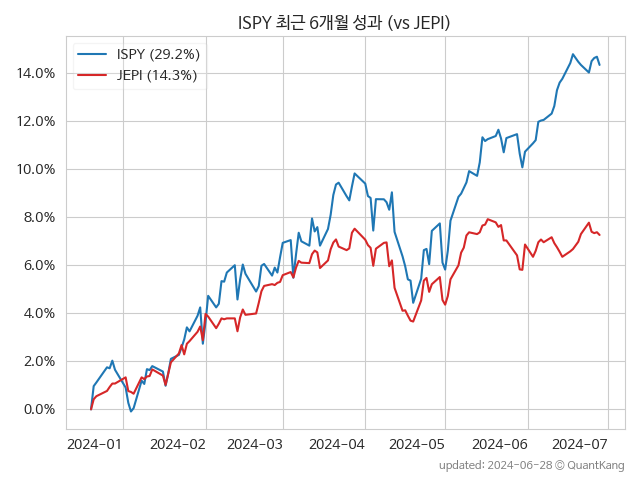 ISPY 최근 6개월 성과 (vs JEPI)
ISPY (29.2%)
JEPI (14.3%)
14.0%
12.0%
10.0%
8.0%
6.0%
4.0%
2.0%
0.0%
2024-01 2024-02 2024-03 2024-04 2024-05 2024-06 2024-07
updated: 2024-06-28 © QuantKang